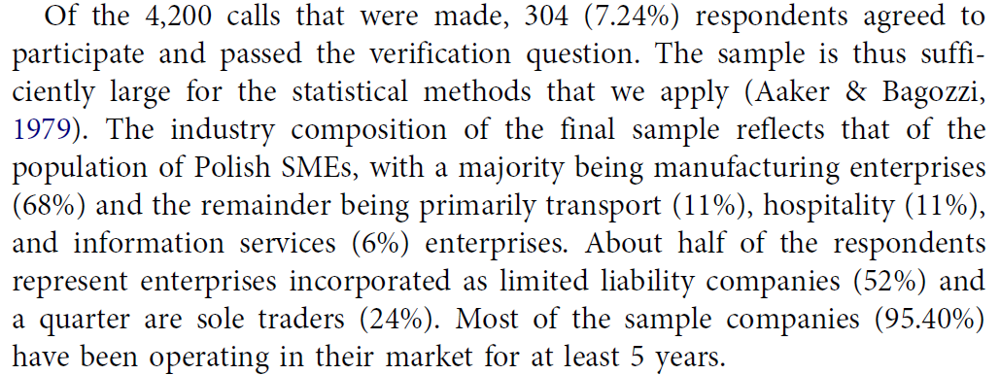 Of the 4,200 calls that were made, 304 (7.24%) respondents agreed to
participate and passed the verification question. The sample is thus suffi-
ciently large for the statistical methods that we apply (Aaker & Bagozzi,
1979). The industry composition of the final sample reflects that of the
population of Polish SMEs, with a majority being manufacturing enterprises
(68%) and the remainder being primarily transport (11%), hospitality (11%),
and information services (6%) enterprises. About half of the respondents
represent enterprises incorporated as limited liability companies (52%) and
a quarter are sole traders (24%). Most of the sample companies (95.40%)
have been operating in their market for at least 5 years.